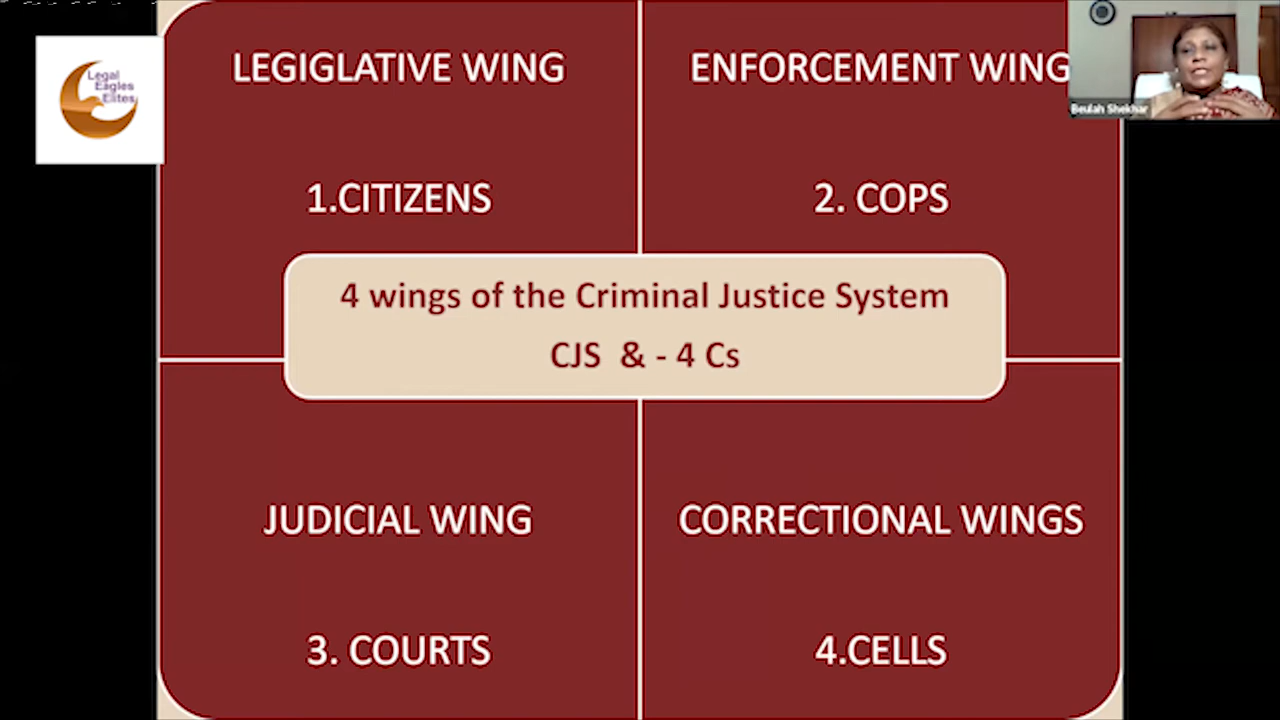 Legal
Eagles
Elites
LEGIGLATIVE WING
ENFORCEMENT WING
Beulah Shekhar
1.CITIZENS
2. COPS
4 wings of the Criminal Justice System
CJS & - 4 Cs
JUDICIAL WING
CORRECTIONAL WINGS
3. COURTS
4.CELLS